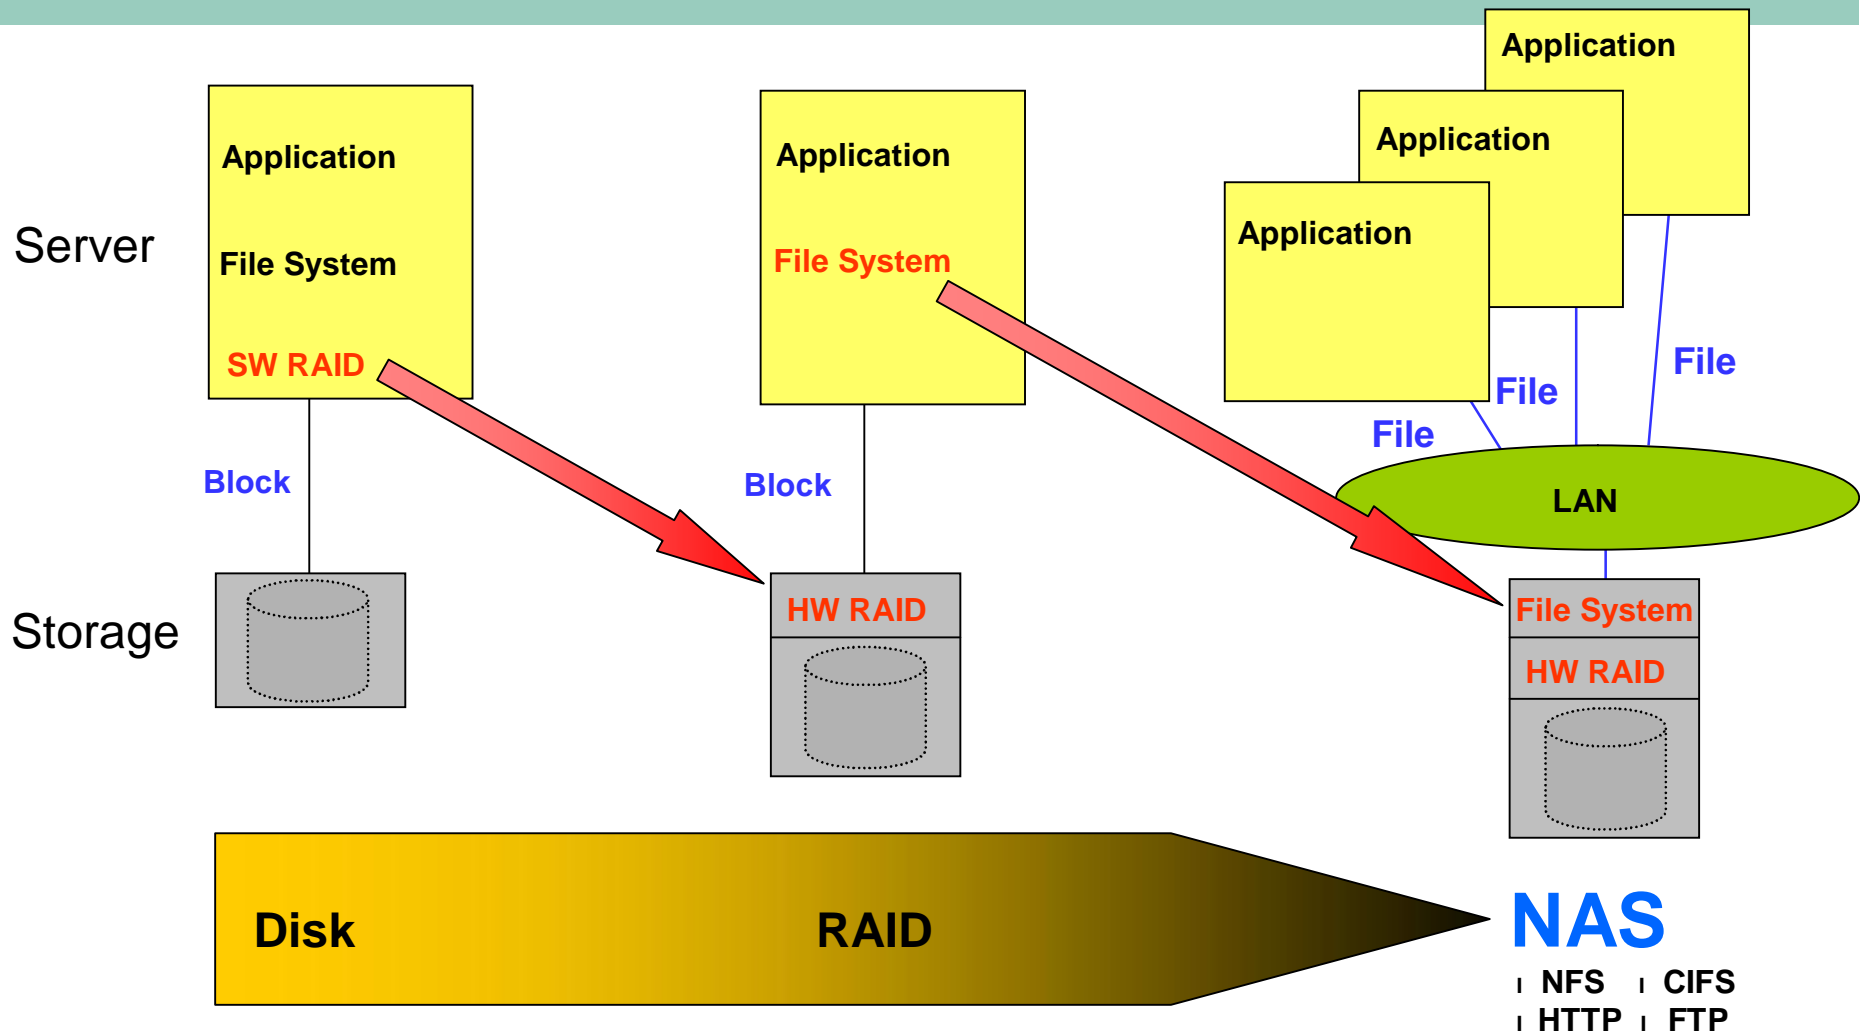 Application
Application
Application
Application
Application
Server
File System
File System
SW RAID
File
File
File
Block
Block
LAN
Storage
HW RAID
File System
HW RAID
Disk
RAID
NAS
NFS
CIFS
HTTP
FTP